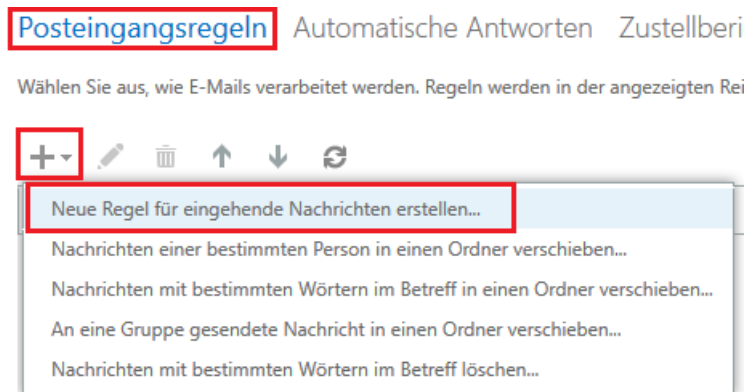 Posteingangsregeln Automatische Antworten
Wählen Sie aus, wie E-Mails verarbeitet werden. Regeln werden in der angezeigten
Neue Regel für eingehende Nachrichten erstellen...
Nachrichten einer bestimmten Person in einen Ordner verschieben...
Nachrichten mit bestimmten Wörtern im Betreff in einen Ordner verschieben...
An eine Gruppe gesendete Nachricht in einen Ordner verschieben...
Nachrichten mit bestimmten Wörtern im Betreff löschen...